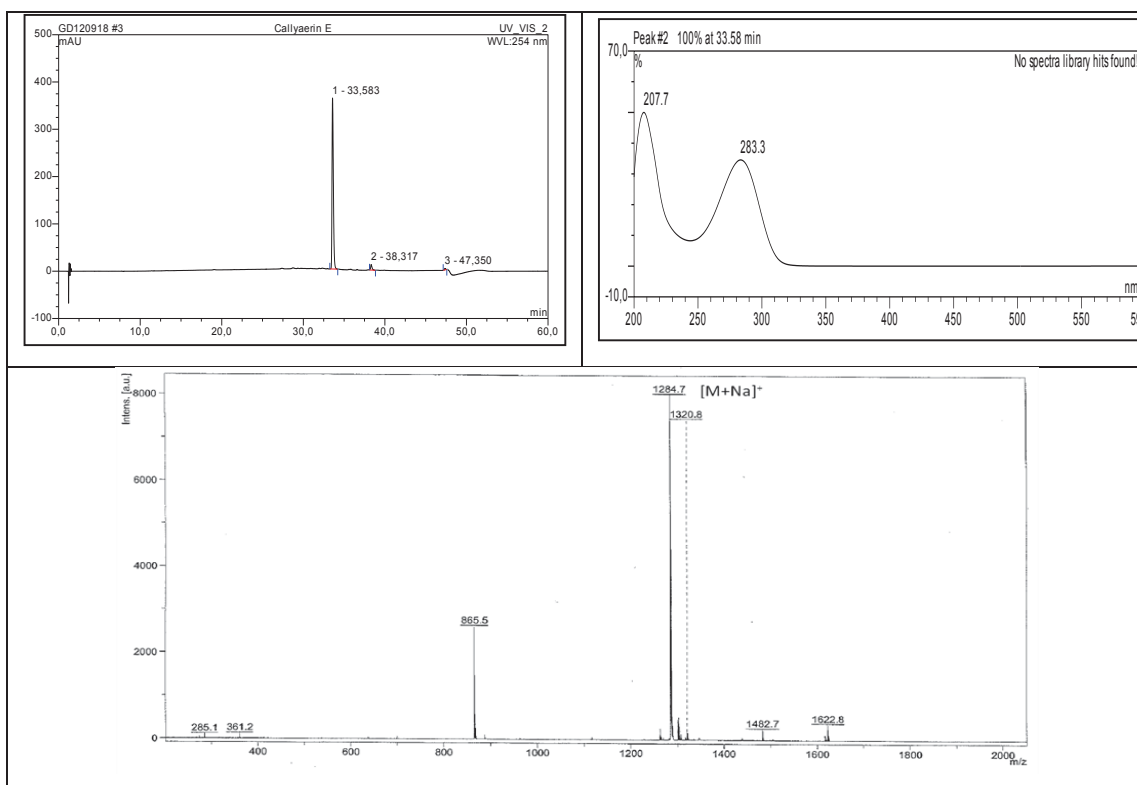 GD120918 #3 Callyaerin E UV_VIS_2
mAU
WVL:254 nm
500
400
300
200
100
0
-100
1 - 33,583
2 - 38,317
3 - 47,350
min
0,0 10,0 20,0 30,0 40,0 50,0 60,0
Peak #2 100% at 33.58 min
70,0
%
No spectra library hits found!
207.7
283.3
-10,0
nm
200 250 300 350 400 450 500 550
Intens. [a.u.]
8000
6000
4000
2000
0
1284.7 [M+Na]⁺
1320.8
865.5
285.1
361.2
1482.7
1622.8
400 600 800 1000 1200 1400 1600 1800 2000
m/z